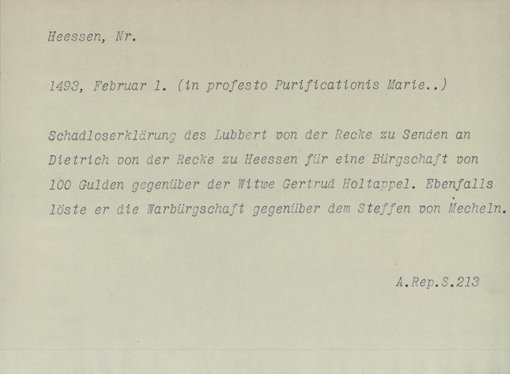 Heessen, Nr.
1493, Februar 1. (in profesto Purificationis Marie..)
Schadloserklärung des Lubbert von der Recke zu Senden an
Dietrich von der Recke zu Heessen für eine Bürgschaft von
100 Gulden gegenüber der Witwe Gertrud Holtappel. Ebenfalls
löste er die Warbürgschaft gegenüber dem Steffen von Mecheln.
A.Rep.S.213